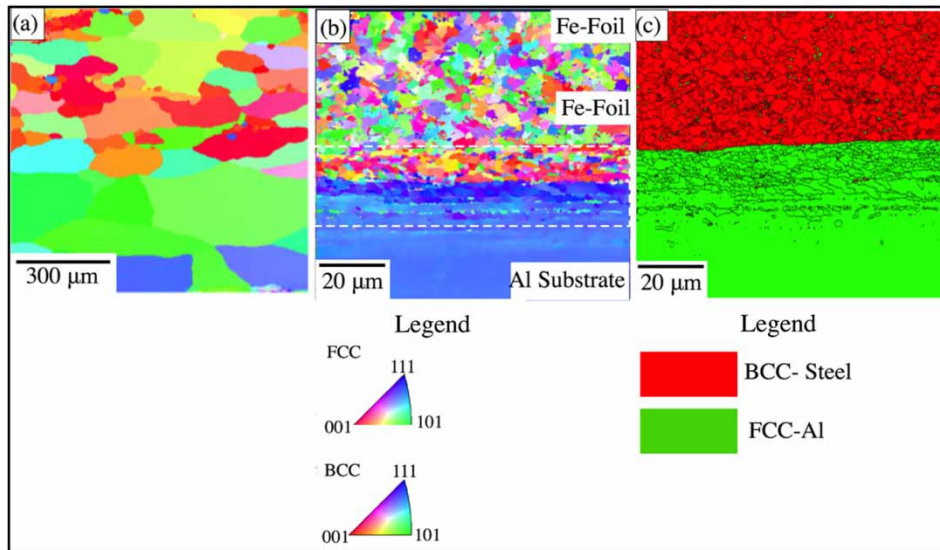 (a)
(b)
Fe-Foil
Fe-Foil
Al Substrate
(c)
300 μm
20 μm
20 μm
Legend
FCC
111
001
101
BCC
111
001
101
Legend
BCC- Steel
FCC-Al